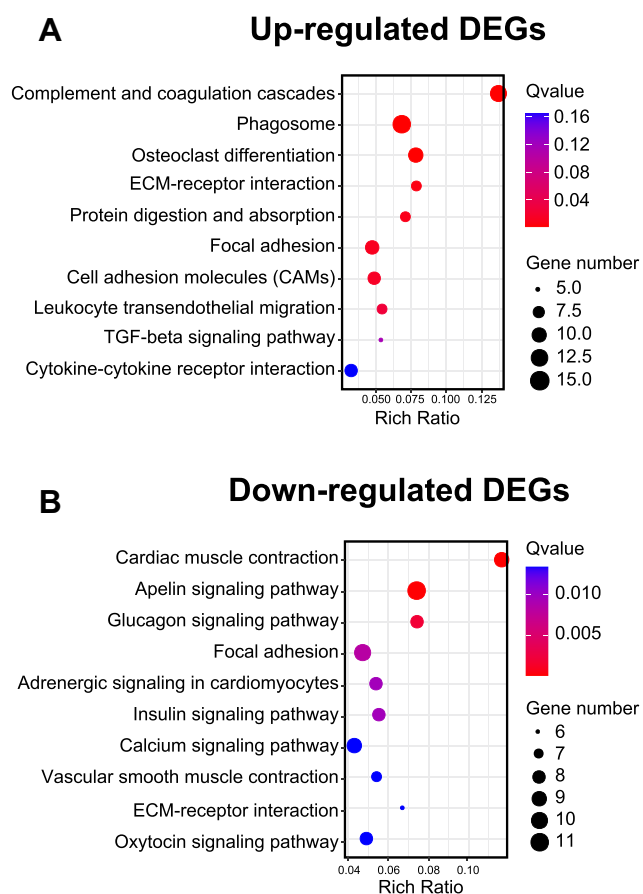 A
Up-regulated DEGs
Complement and coagulation cascades
Phagosome
Osteoclast differentiation
ECM-receptor interaction
Protein digestion and absorption
Focal adhesion
Cell adhesion molecules (CAMs)
Leukocyte transendothelial migration
TGF-beta signaling pathway
Cytokine-cytokine receptor interaction
0.050 0.075 0.100 0.125
Rich Ratio
Qvalue
0.16
0.12
0.08
0.04
Gene number
5.0
7.5
10.0
12.5
15.0
B
Down-regulated DEGs
Cardiac muscle contraction
Apelin signaling pathway
Glucagon signaling pathway
Focal adhesion
Adrenergic signaling in cardiomyocytes
Insulin signaling pathway
Calcium signaling pathway
Vascular smooth muscle contraction
ECM-receptor interaction
Oxytocin signaling pathway
0.04 0.06 0.08 0.10
Rich Ratio
Qvalue
0.010
0.005
Gene number
6
7
8
9
10
11